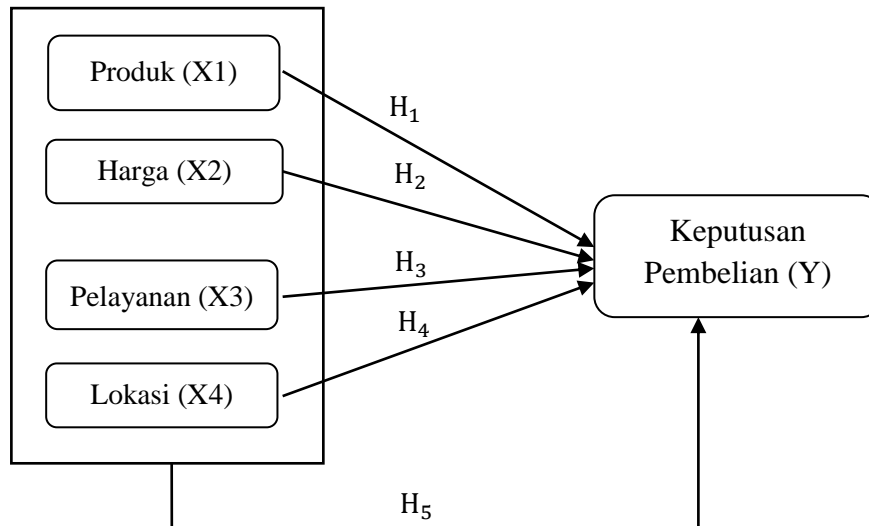 Produk (X1)
H₁
Harga (X2)
H₂
Keputusan
Pembelian (Y)
H₃
Pelayanan (X3)
H₄
Lokasi (X4)
H₅